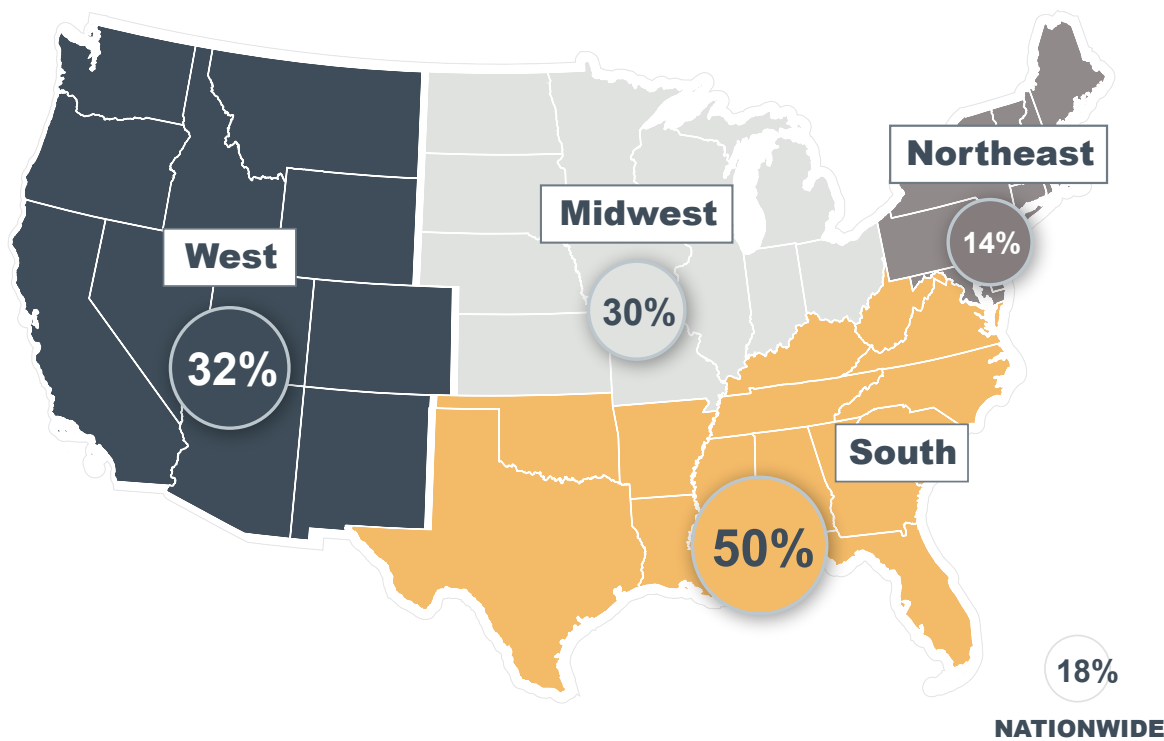 Northeast
14%
Midwest
30%
West
32%
South
50%
18%
NATIONWIDE